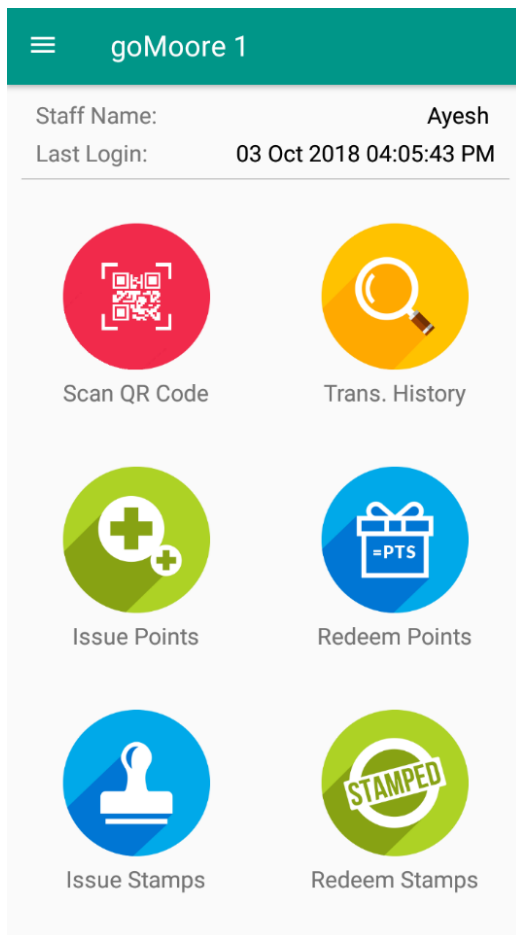 goMoore 1
Staff Name: Ayesh
Last Login: 03 Oct 2018 04:05:43 PM
Scan QR Code Trans. History
=PTS
Issue Points Redeem Points
STAMPED
Issue Stamps Redeem Stamps